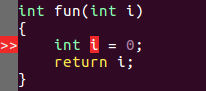 int fun(int i)
{
>>    int i = 0;
    return i;
}